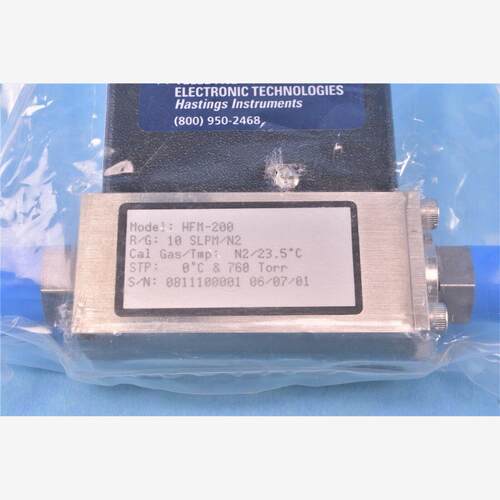 ELECTRONIC TECHNOLOGIES
Hastings Instruments
(800) 950-2468
Model: HFM-200
R/G: 10 SLPM/N2
Cal Gas/Tmp: N2/23.5°C
STP: 0°C & 760 Torr
S/N: 0811100001 06/07/01